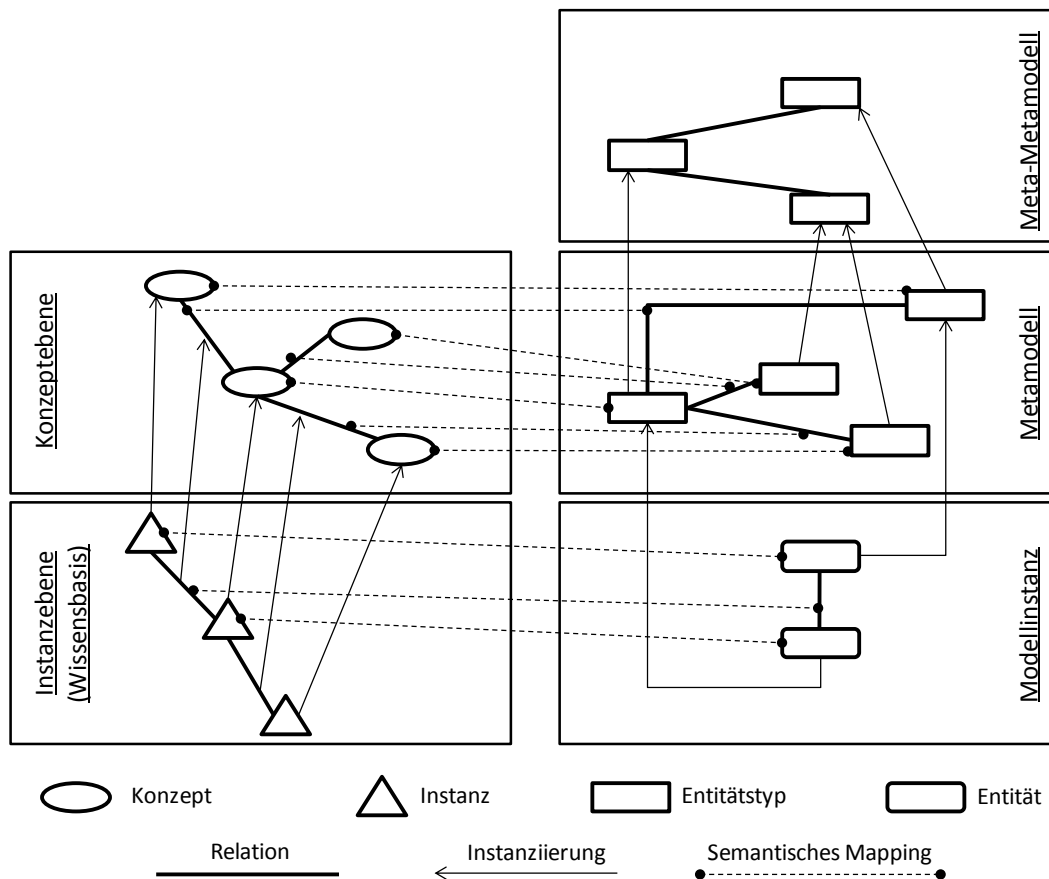 Meta-Metamodell
Konzeptebene
Metamodell
Instanzebene
(Wissensbasis)
Modellinstanz
Konzept
Instanz
Entitätstyp
Entität
Relation
Instanziierung
Semantisches Mapping